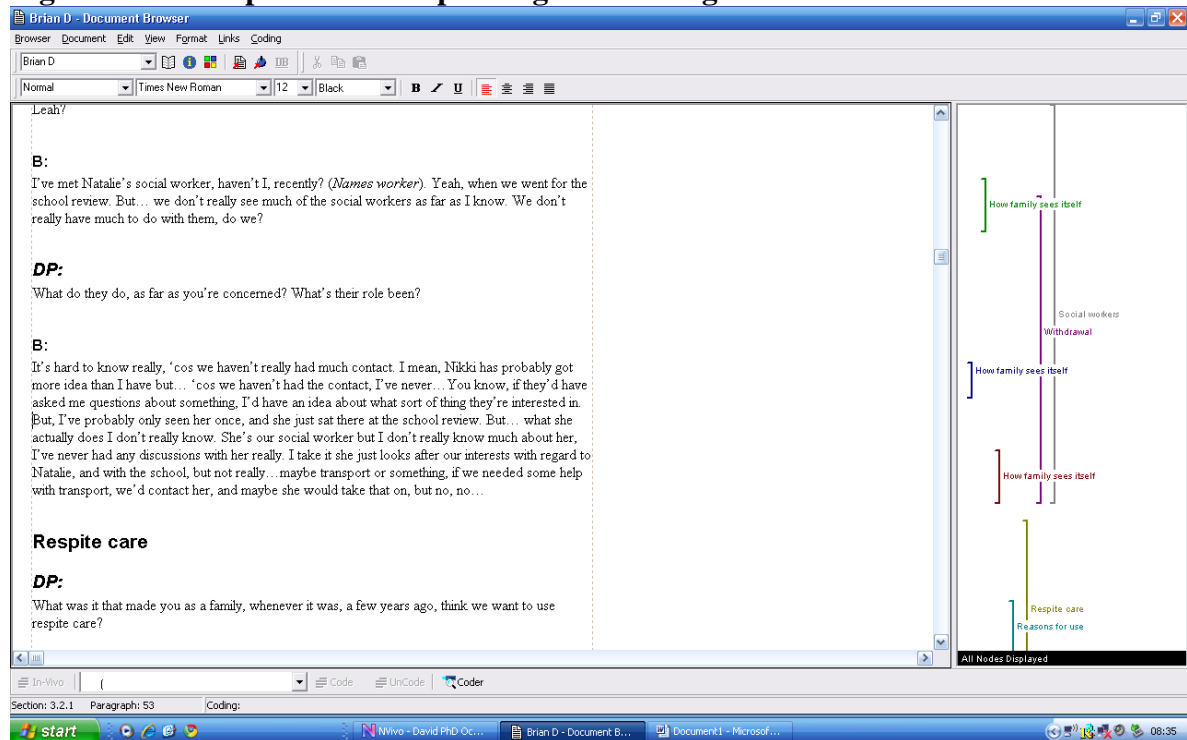 Brian D - Document Browser
Browser Document Edit View Format Links Coding
Brian D DB
Normal Times New Roman 12 Black B I U
Leah?
B:
I've met Natalie's social worker, haven't I, recently? (Names worker). Yeah, when we went for the
school review. But… we don't really see much of the social workers as far as I know. We don't
really have much to do with them, do we?
DP:
What do they do, as far as you're concerned? What's their role been?
B:
It's hard to know really, 'cos we haven't really had much contact. I mean, Nikki has probably got
more idea than I have but… 'cos we haven't had the contact, I've never… You know, if they'd have
asked me questions about something, I'd have an idea about what sort of thing they're interested in.
But, I've probably only seen her once, and she just sat there at the school review. But… what she
actually does I don't really know. She's our social worker but I don't really know much about her,
I've never had any discussions with her really. I take it she just looks after our interests with regard to
Natalie, and with the school, but not really…maybe transport or something, if we needed some help
with transport, we'd contact her, and maybe she would take that on, but no, no…
Respite care
DP:
What was it that made you as a family, whenever it was, a few years ago, think we want to use
respite care?
How family sees itself
Social workers
Withdrawal
How family sees itself
How family sees itself
Respite care
Reasons for use
All Nodes Displayed
In-Vivo ( Code UnCode Coder
Section: 3.2.1 Paragraph: 53 Coding:
start NVivo - David PhD Oc... Brian D - Document B... Document1 - Microsof... 08:35